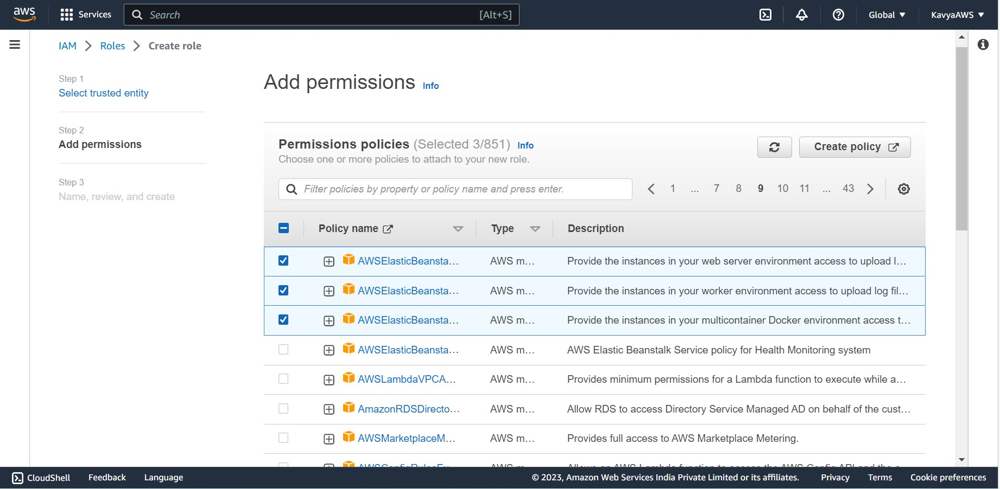 aws
Services
Search [Alt+S]
Global
KavyaAWS
IAM > Roles > Create role
Step 1
Select trusted entity
Step 2
Add permissions
Step 3
Name, review, and create
Add permissions Info
Permissions policies (Selected 3/851) Info
Choose one or more policies to attach to your new role.
Create policy
Filter policies by property or policy name and press enter.
1 ... 7 8 9 10 11 ... 43
Policy name Type Description
AWSElasticBeansta... AWS m... Provide the instances in your web server environment access to upload l...
AWSElasticBeansta... AWS m... Provide the instances in your worker environment access to upload log fil...
AWSElasticBeansta... AWS m... Provide the instances in your multicontainer Docker environment access t...
AWSElasticBeansta... AWS m... AWS Elastic Beanstalk Service policy for Health Monitoring system
AWSLambdaVPCA... AWS m... Provides minimum permissions for a Lambda function to execute while a...
AmazonRDSDirecto... AWS m... Allow RDS to access Directory Service Managed AD on behalf of the cust...
AWSMarketplaceM... AWS m... Provides full access to AWS Marketplace Metering.
CloudShell Feedback Language © 2023, Amazon Web Services India Private Limited or its affiliates. Privacy Terms Cookie preferences